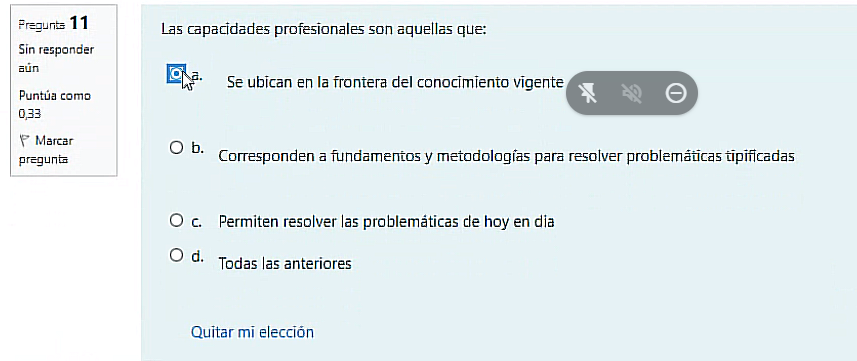 Pregunta 11
Sin responder
aún
Puntúa como
0,33
Marcar
pregunta
Las capacidades profesionales son aquellas que:
a. Se ubican en la frontera del conocimiento vigente
b. Corresponden a fundamentos y metodologías para resolver problemáticas tipificadas
c. Permiten resolver las problemáticas de hoy en dia
d. Todas las anteriores
Quitar mi elección